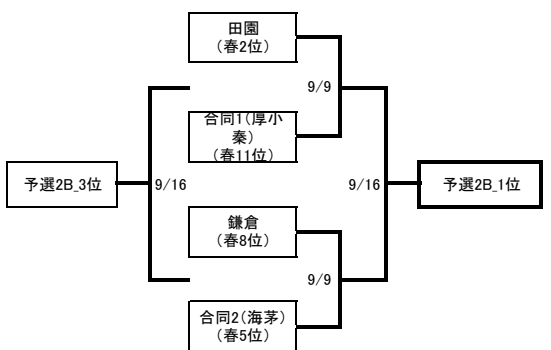 田園
（春2位）
9/9
合同1（厚小
秦）
（春11位）
予選2B_3位
9/16
9/16
予選2B_1位
鎌倉
（春8位）
9/9
合同2（海茅）
（春5位）